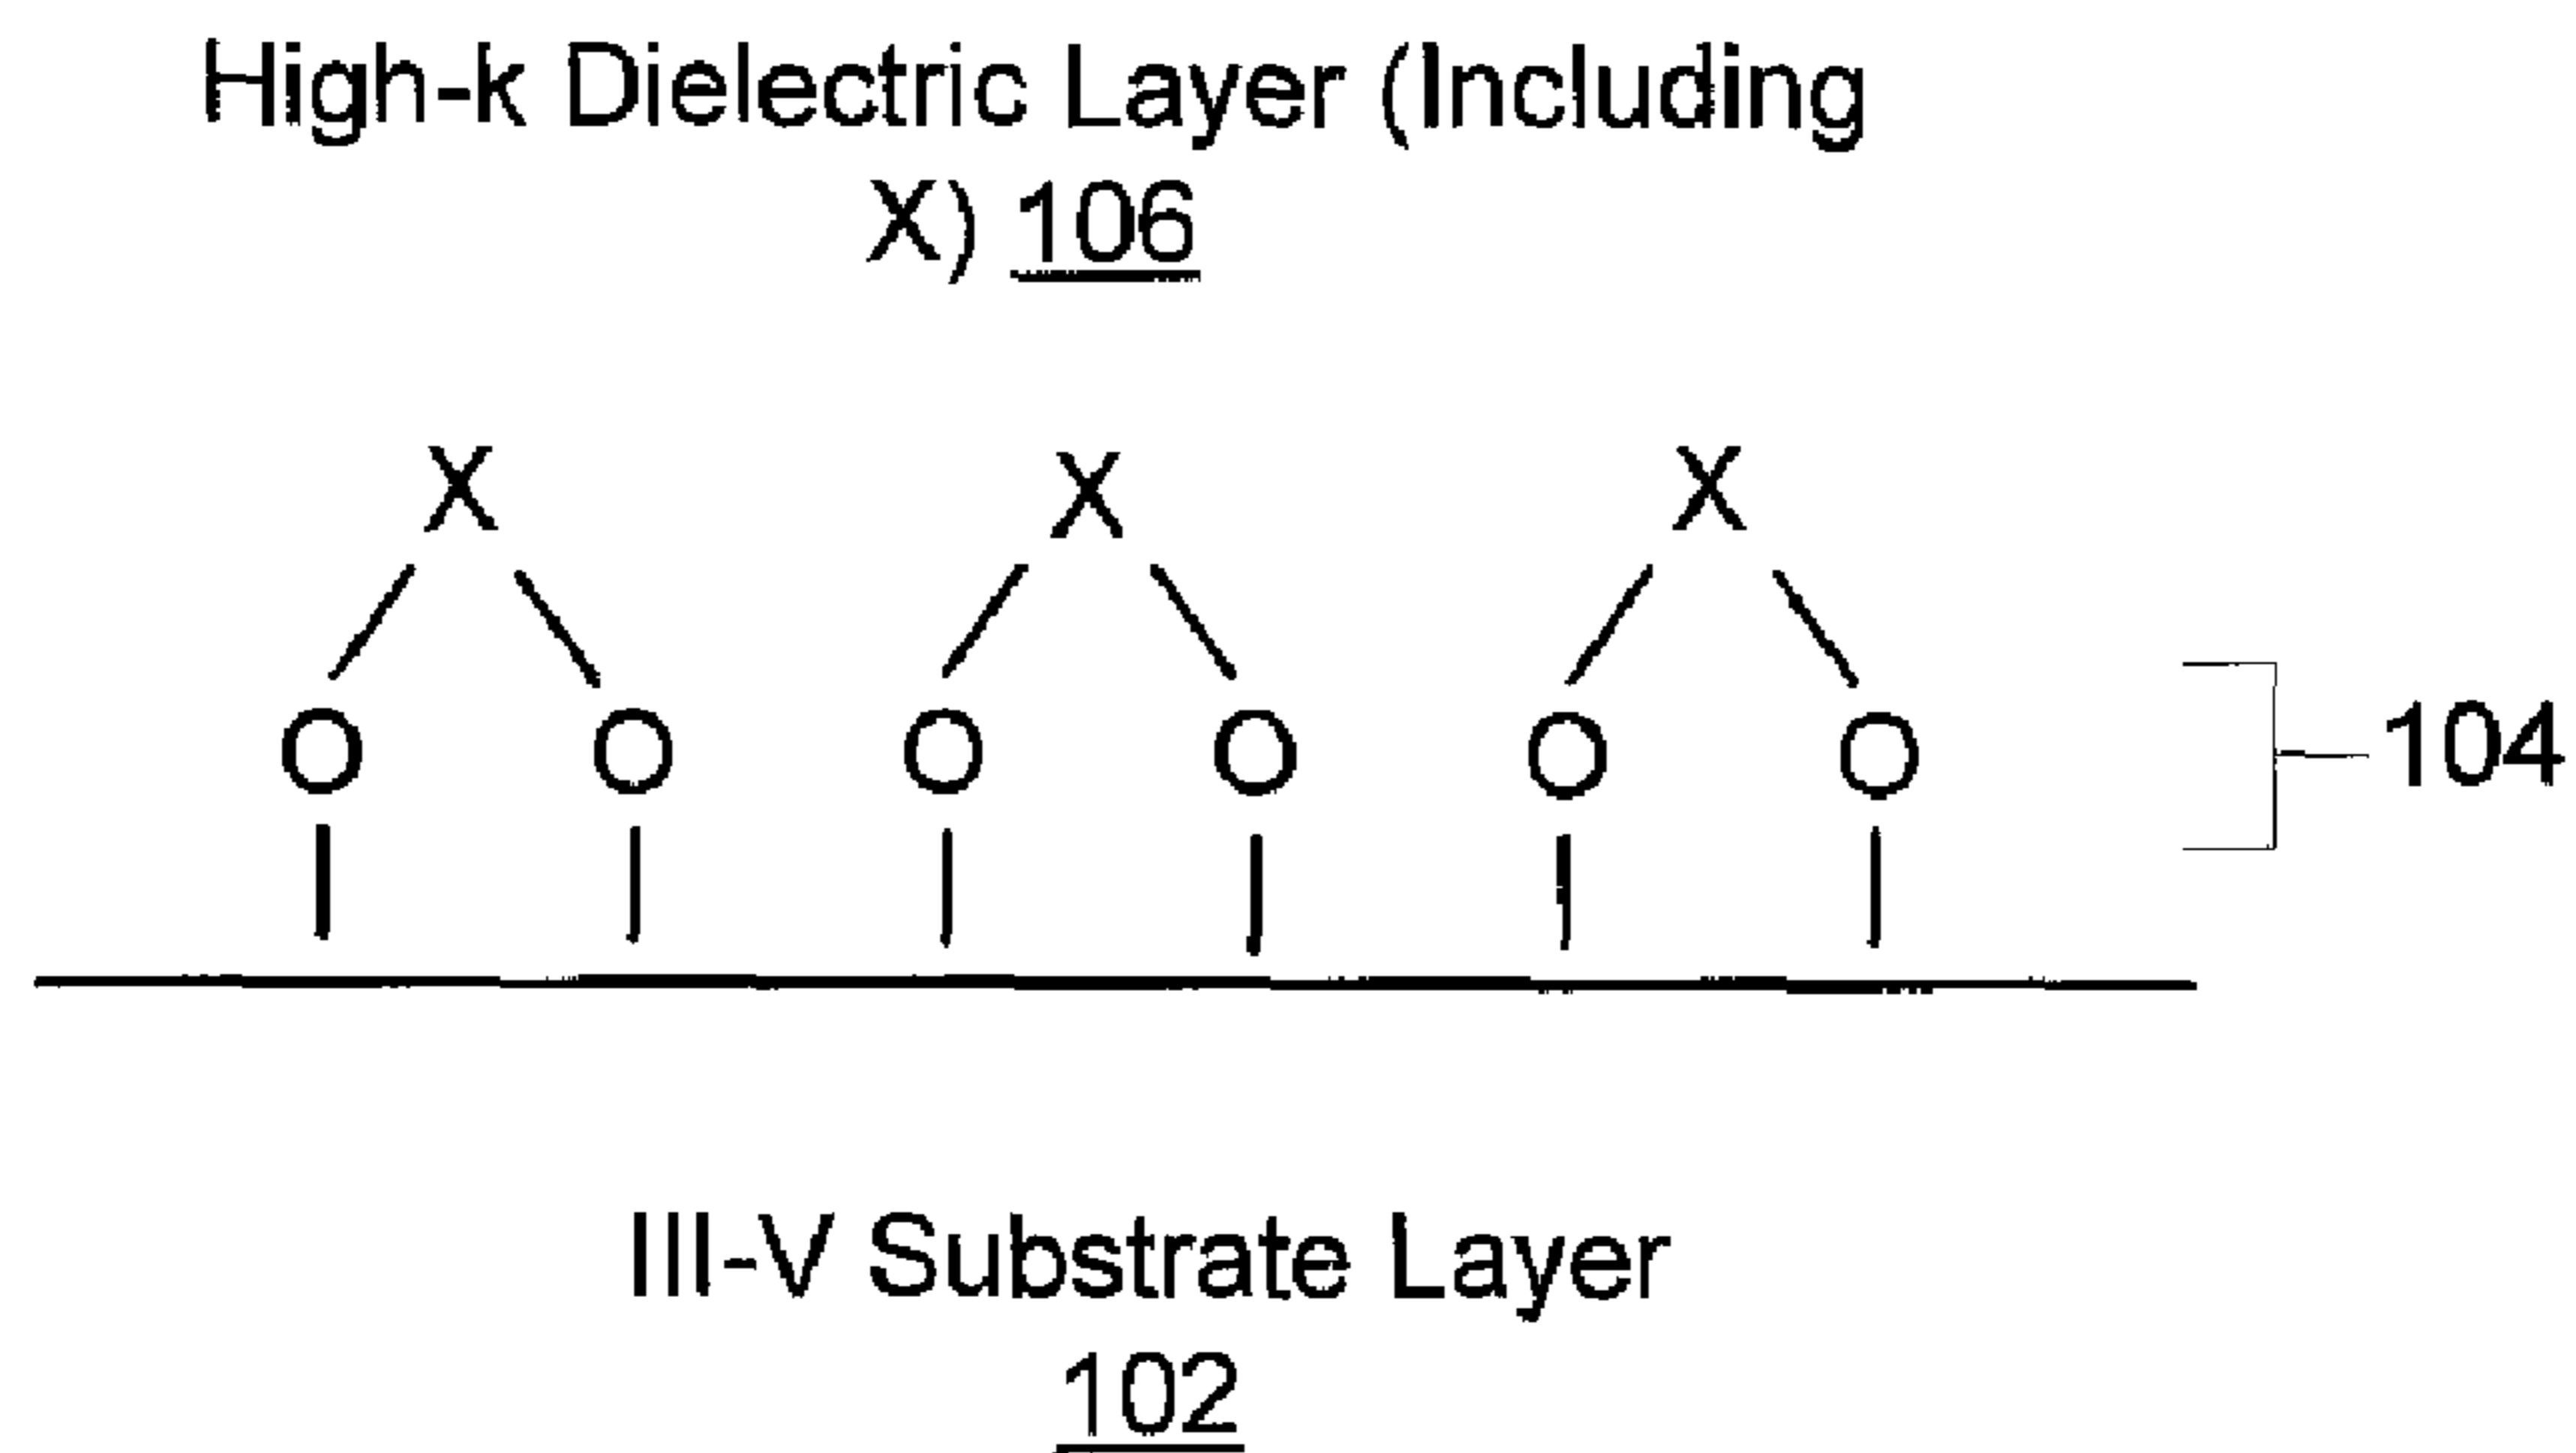 High-k Dielectric Layer (Including
X) 106
X X X
O O O O O O 104
III-V Substrate Layer
102